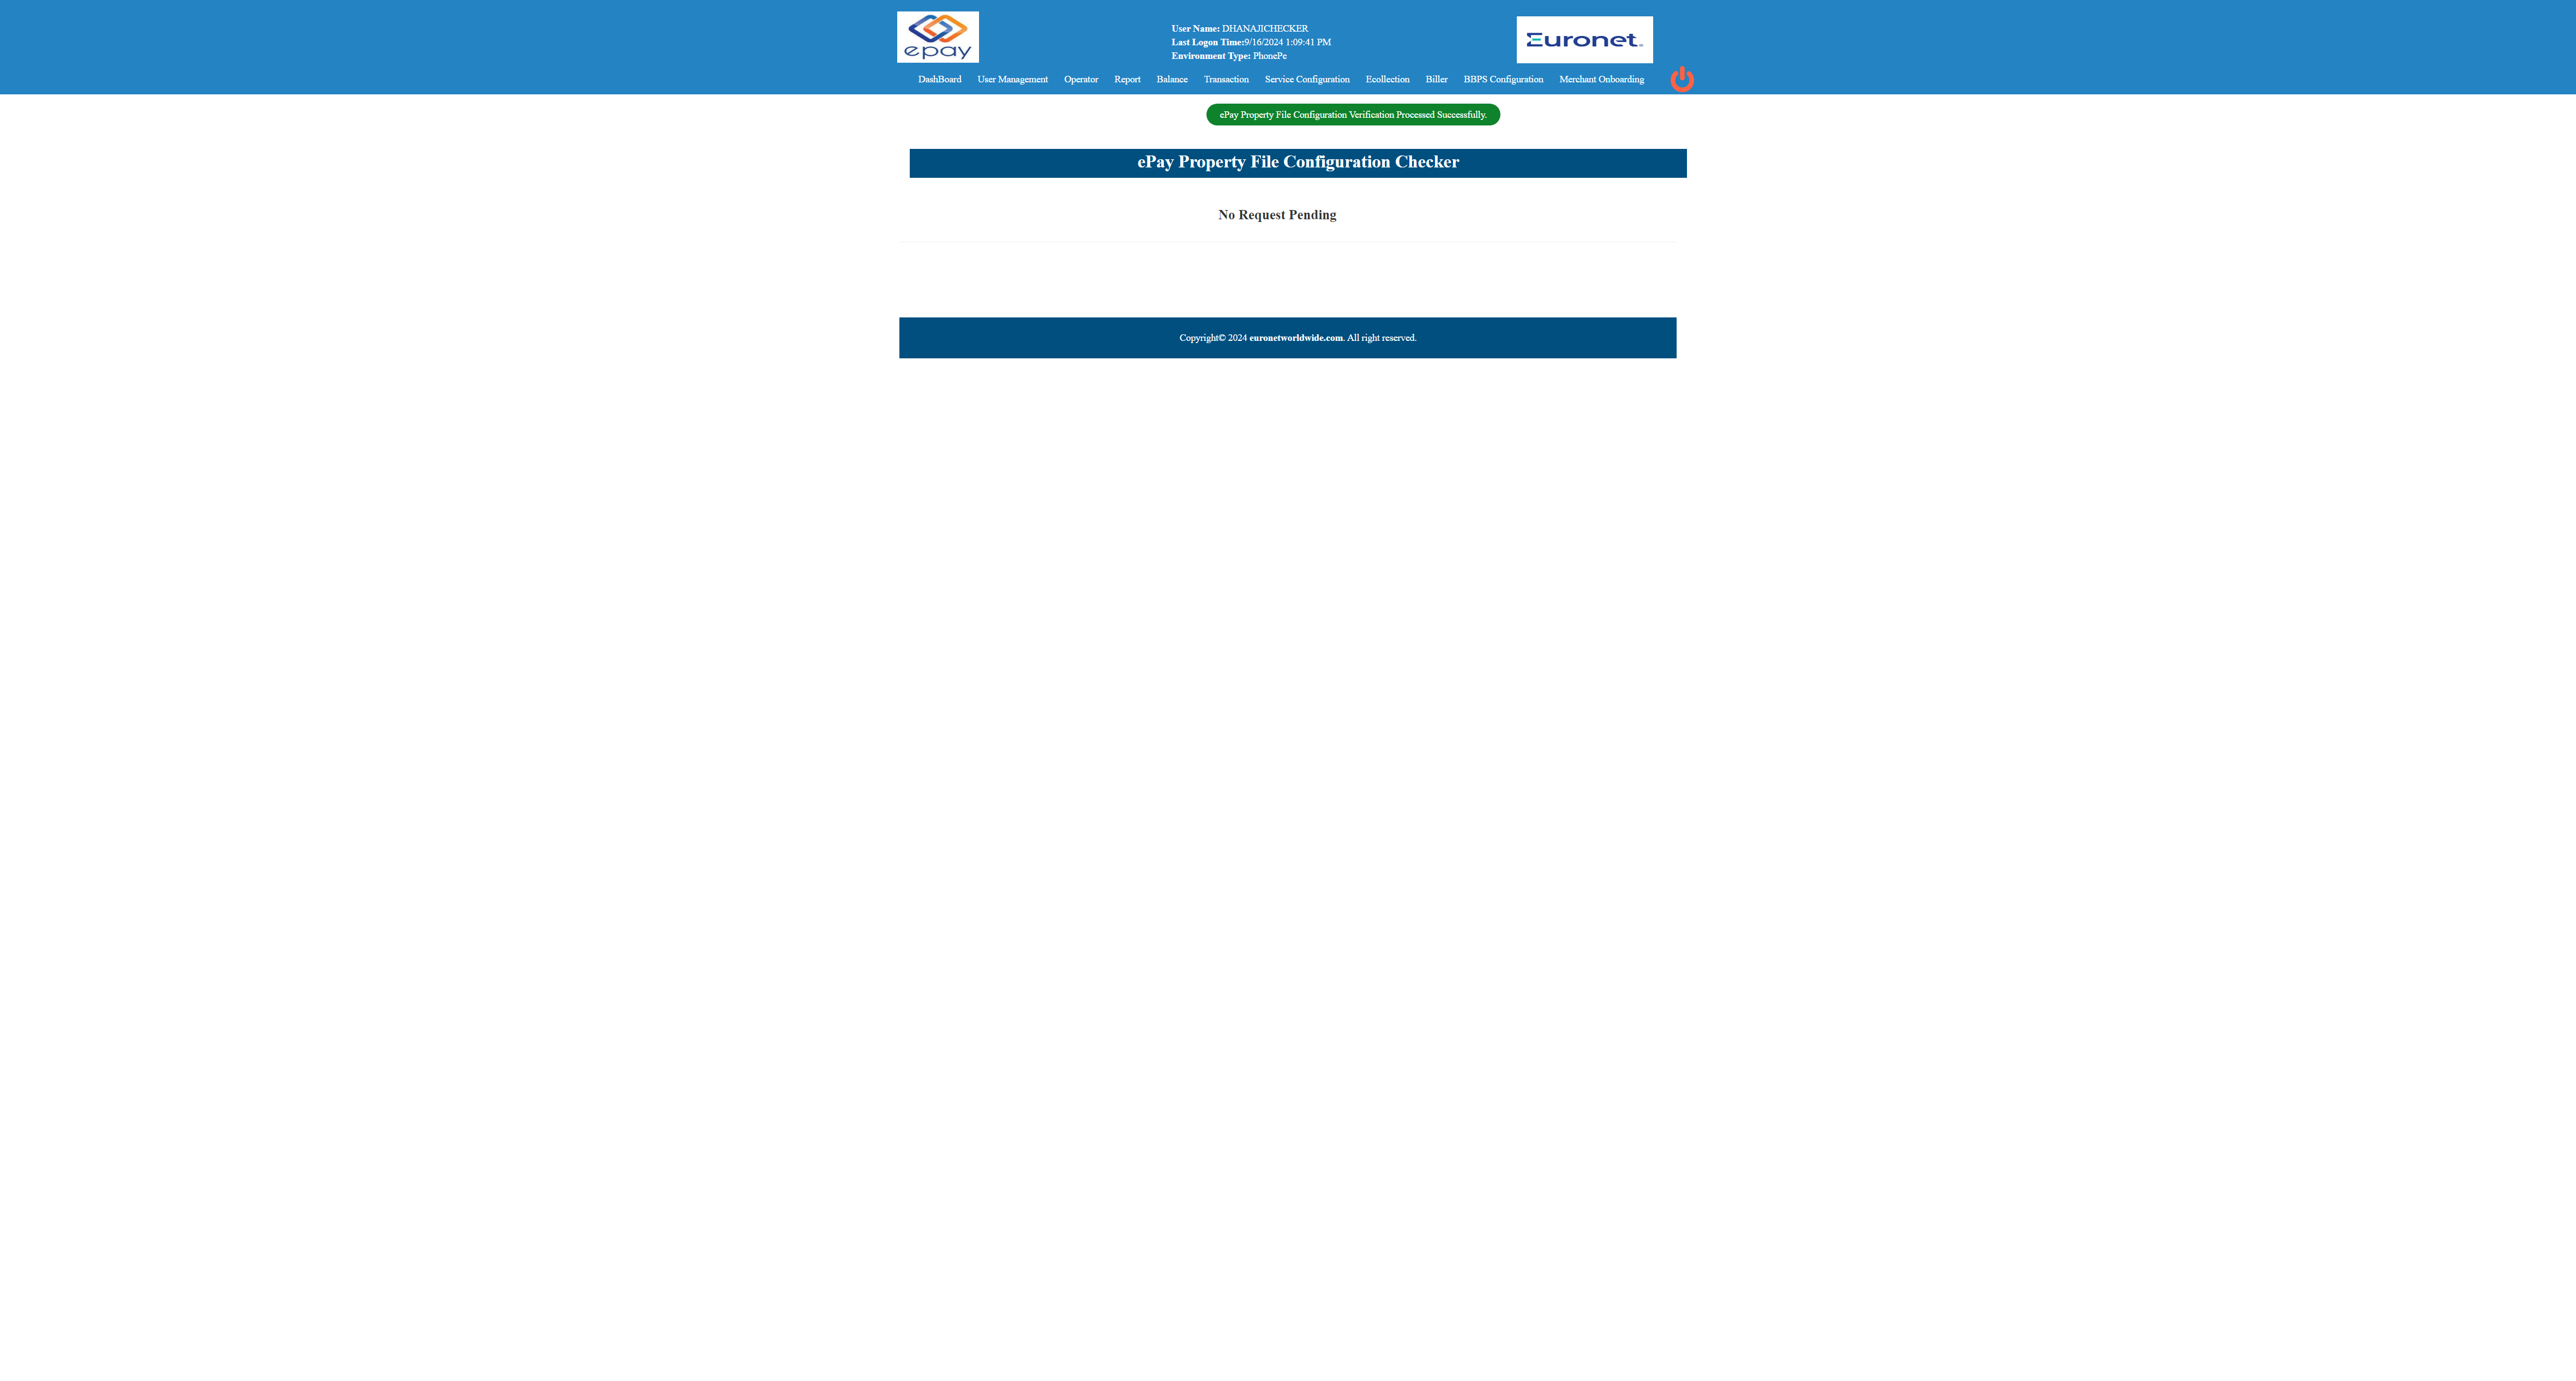 epay
User Name: DHANAJICHECKER
Last Logon Time:9/16/2024 1:09:41 PM
Environment Type: PhonePe
Euronet
DashBoard User Management Operator Report Balance Transaction Service Configuration Ecollection Biller BBPS Configuration Merchant Onboarding
ePay Property File Configuration Verification Processed Successfully.
ePay Property File Configuration Checker
No Request Pending
Copyright© 2024 euronetworldwide.com. All right reserved.